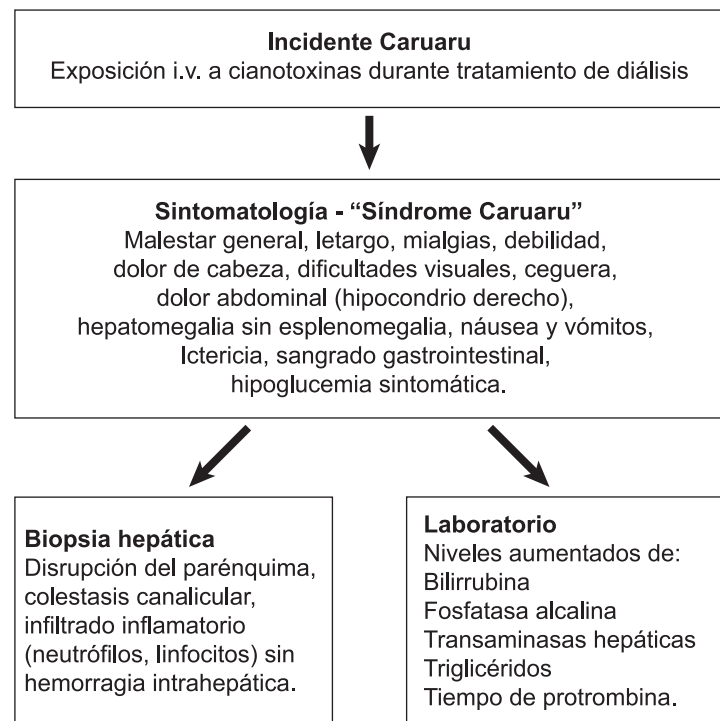 Incidente Caruaru
Exposición i.v. a cianotoxinas durante tratamiento de diálisis
Sintomatología - “Síndrome Caruaru”
Malestar general, letargo, mialgias, debilidad,
dolor de cabeza, dificultades visuales, ceguera,
dolor abdominal (hipocondrio derecho),
hepatomegalia sin esplenomegalia, náusea y vómitos,
Ictericia, sangrado gastrointestinal,
hipoglucemia sintomática.
Biopsia hepática
Disrupción del parénquima,
colestasis canalicular,
infiltrado inflamatorio
(neutrófilos, linfocitos) sin
hemorragia intrahepática.
Laboratorio
Niveles aumentados de:
Bilirrubina
Fosfatasa alcalina
Transaminasas hepáticas
Triglicéridos
Tiempo de protrombina.